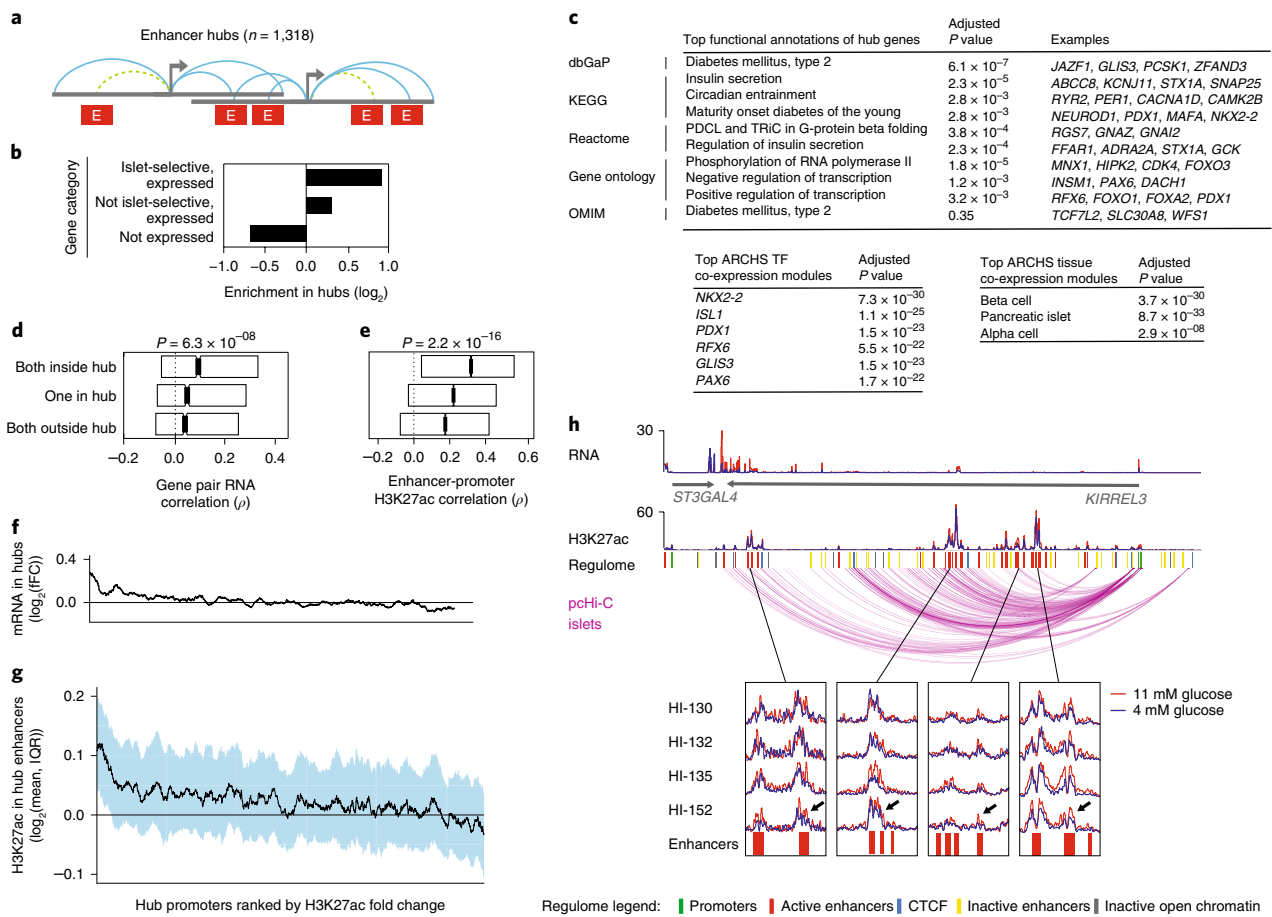 a
Enhancer hubs (n = 1,318)
E E E E E
b
Gene category
Islet-selective, expressed
Not islet-selective, expressed
Not expressed
−1.0 −0.5 0.0 0.5 1.0
Enrichment in hubs (log2)
c
Top functional annotations of hub genes Adjusted P value Examples
dbGaP Diabetes mellitus, type 2 6.1 × 10−7 JAZF1, GLIS3, PCSK1, ZFAND3
KEGG Insulin secretion 2.3 × 10−5 ABCC8, KCNJ11, STX1A, SNAP25
Circadian entrainment 2.8 × 10−3 RYR2, PER1, CACNA1D, CAMK2B
Maturity onset diabetes of the young 2.8 × 10−3 NEUROD1, PDX1, MAFA, NKX2-2
Reactome PDCL and TRiC in G-protein beta folding 3.8 × 10−4 RGS7, GNAZ, GNAI2
Regulation of insulin secretion 2.3 × 10−4 FFAR1, ADRA2A, STX1A, GCK
Gene ontology Phosphorylation of RNA polymerase II 1.8 × 10−5 MNX1, HIPK2, CDK4, FOXO3
Negative regulation of transcription 1.2 × 10−3 INSM1, PAX6, DACH1
Positive regulation of transcription 3.2 × 10−3 RFX6, FOXO1, FOXA2, PDX1
OMIM Diabetes mellitus, type 2 0.35 TCF7L2, SLC30A8, WFS1
Top ARCHS TF co-expression modules Adjusted P value
NKX2-2 7.3 × 10−30
ISL1 1.1 × 10−25
PDX1 1.5 × 10−23
RFX6 5.5 × 10−22
GLIS3 1.5 × 10−23
PAX6 1.7 × 10−22
Top ARCHS tissue co-expression modules Adjusted P value
Beta cell 3.7 × 10−30
Pancreatic islet 8.7 × 10−33
Alpha cell 2.9 × 10−08
d
P = 6.3 × 10−08
Both inside hub
One in hub
Both outside hub
−0.2 0.0 0.2 0.4
Gene pair RNA correlation (ρ)
e
P = 2.2 × 10−16
−0.2 0 0.2 0.4 0.6
Enhancer-promoter H3K27ac correlation (ρ)
f
mRNA in hubs (log2(fFC))
0.4
0.0
g
H3K27ac in hub enhancers (log2(mean, IQR))
0.2
0.1
0.0
−0.1
Hub promoters ranked by H3K27ac fold change
h
30
RNA
ST3GAL4 KIRREL3
60
H3K27ac
Regulome
pcHi-C
islets
HI-130
HI-132
HI-135
HI-152
Enhancers
11 mM glucose
4 mM glucose
Regulome legend: Promoters Active enhancers CTCF Inactive enhancers Inactive open chromatin